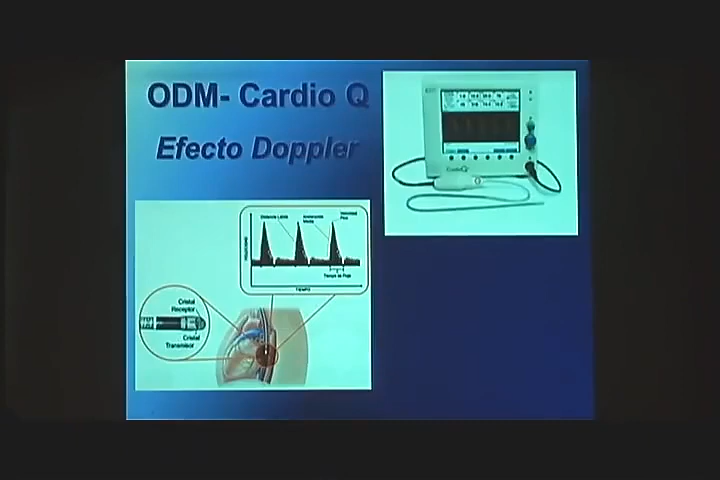 ODM- Cardio Q
Efecto Doppler
CardioQ
Distancia Latido
Aceleración
Media
Velocidad
Pico
Tiempo de Flujo
TIEMPO
Cristal
Receptor
Cristal
Transmisor